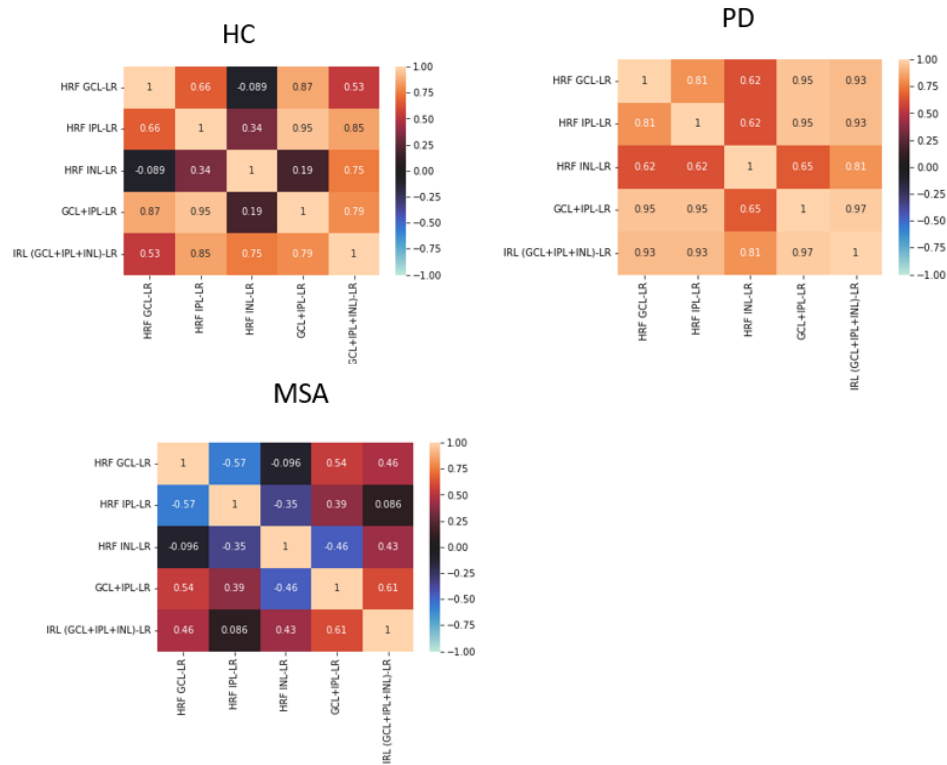 HC
HRF GCL-LR 1 0.66 -0.089 0.87 0.53
HRF IPL-LR 0.66 1 0.34 0.95 0.85
HRF INL-LR -0.089 0.34 1 0.19 0.75
GCL+IPL-LR 0.87 0.95 0.19 1 0.79
IRL (GCL+IPL+INL)-LR 0.53 0.85 0.75 0.79 1
HRF GCL-LR
HRF IPL-LR
HRF INL-LR
GCL+IPL-LR
GCL+IPL+INL)-LR
1.00
0.75
0.50
0.25
0.00
-0.25
-0.50
-0.75
-1.00
PD
HRF GCL-LR 1 0.81 0.62 0.95 0.93
HRF IPL-LR 0.81 1 0.62 0.95 0.93
HRF INL-LR 0.62 0.62 1 0.65 0.81
GCL+IPL-LR 0.95 0.95 0.65 1 0.97
IRL (GCL+IPL+INL)-LR 0.93 0.93 0.81 0.97 1
HRF GCL-LR
HRF IPL-LR
HRF INL-LR
GCL+IPL-LR
IRL (GCL+IPL+INL)-LR
1.00
0.75
0.50
0.25
0.00
-0.25
-0.50
-0.75
-1.00
MSA
HRF GCL-LR 1 -0.57 -0.096 0.54 0.46
HRF IPL-LR -0.57 1 -0.35 0.39 0.086
HRF INL-LR -0.096 -0.35 1 -0.46 0.43
GCL+IPL-LR 0.54 0.39 -0.46 1 0.61
IRL (GCL+IPL+INL)-LR 0.46 0.086 0.43 0.61 1
HRF GCL-LR
HRF IPL-LR
HRF INL-LR
GCL+IPL-LR
IRL (GCL+IPL+INL)-LR
1.00
0.75
0.50
0.25
0.00
-0.25
-0.50
-0.75
-1.00